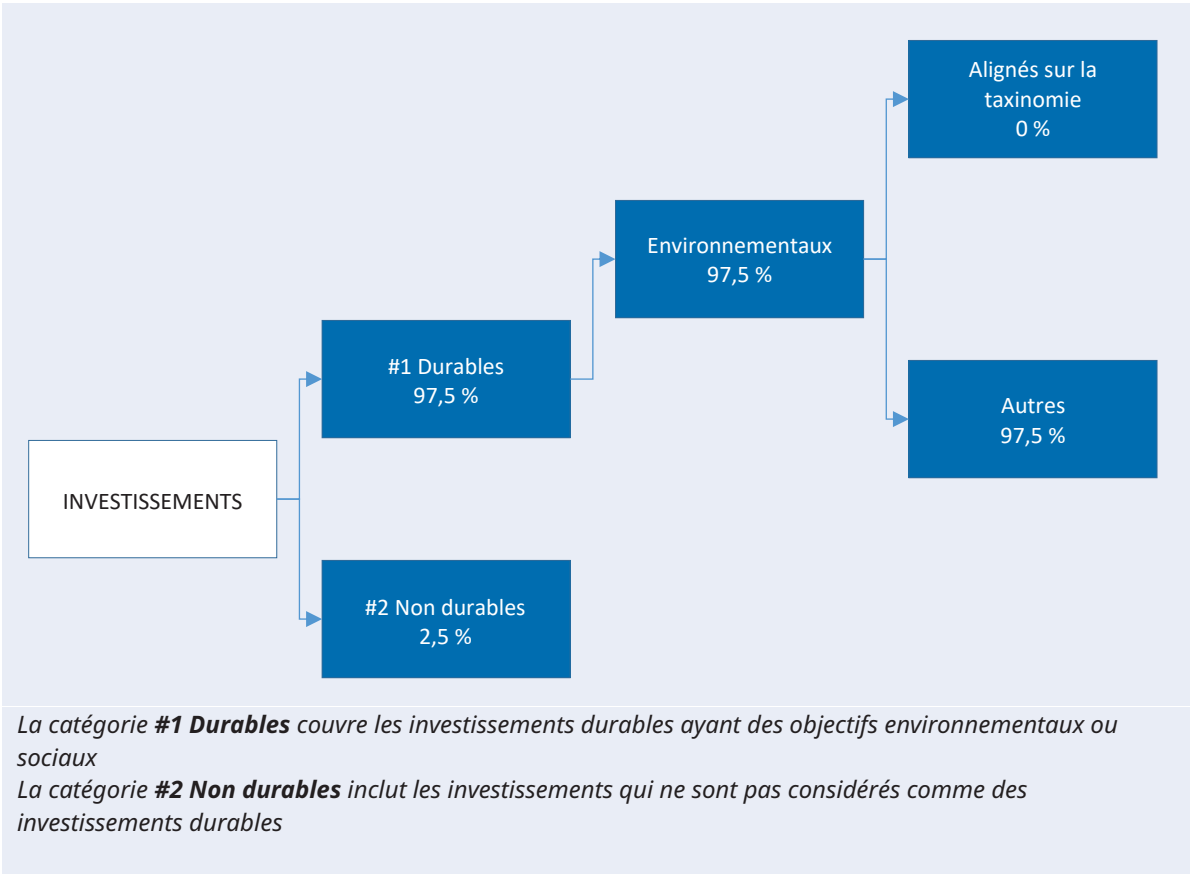 Alignés sur la
taxinomie
0 %
Environnementaux
97,5 %
#1 Durables
97,5 %
Autres
97,5 %
INVESTISSEMENTS
#2 Non durables
2,5 %
La catégorie #1 Durables couvre les investissements durables ayant des objectifs environnementaux ou
sociaux
La catégorie #2 Non durables inclut les investissements qui ne sont pas considérés comme des
investissements durables